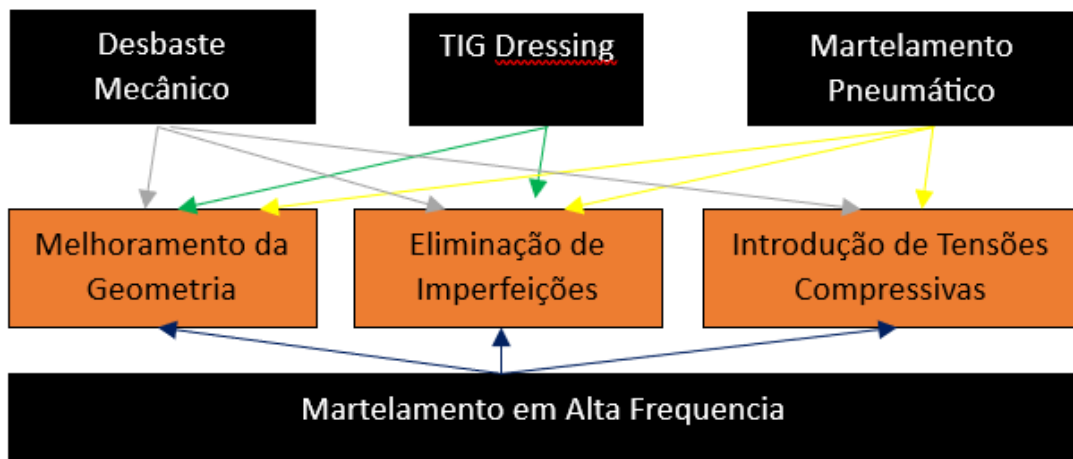 Desbaste
Mecânico
TIG Dressing
Martelamento
Pneumático
Melhoramento da
Geometria
Eliminação de
Imperfeições
Introdução de Tensões
Compressivas
Martelamento em Alta Frequencia